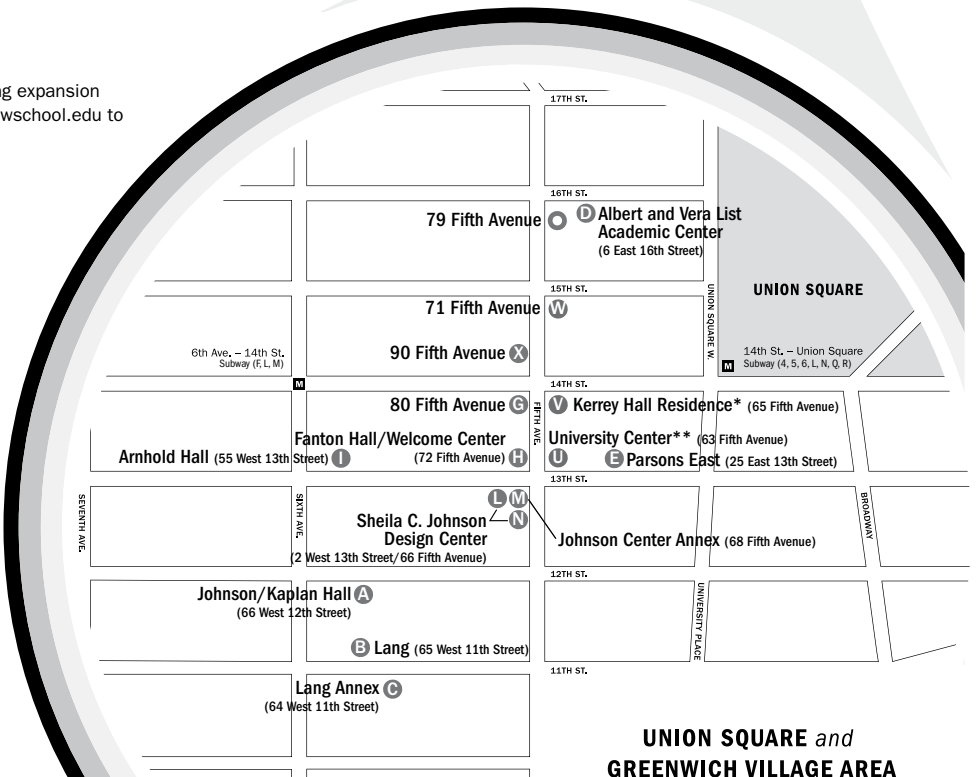 ng expansion
wschool.edu to
17TH ST.
16TH ST.
79 Fifth Avenue
D Albert and Vera List
Academic Center
(6 East 16th Street)
15TH ST.
UNION SQUARE
71 Fifth Avenue W
UNION SQUARE W.
6th Ave. – 14th St.
Subway (F, L, M)
90 Fifth Avenue X
14th St. – Union Square
M Subway (4, 5, 6, L, N, Q, R)
M
14TH ST.
80 Fifth Avenue G
FIFTH AVE.
V Kerrey Hall Residence* (65 Fifth Avenue)
Fanton Hall/Welcome Center
(72 Fifth Avenue) H
University Center** (63 Fifth Avenue)
U
Arnhold Hall (55 West 13th Street) I
E Parsons East (25 East 13th Street)
13TH ST.
SEVENTH AVE.
SIXTH AVE.
L M
N
Sheila C. Johnson
Design Center
(2 West 13th Street/66 Fifth Avenue)
Johnson Center Annex (68 Fifth Avenue)
BROADWAY
12TH ST.
Johnson/Kaplan Hall A
(66 West 12th Street)
UNIVERSITY PLACE
B Lang (65 West 11th Street)
11TH ST.
Lang Annex C
(64 West 11th Street)
UNION SQUARE and
GREENWICH VILLAGE AREA